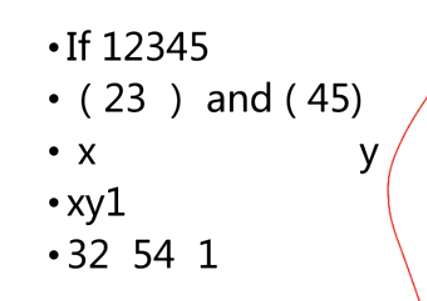 • If 12345
• ( 23 ) and ( 45)
• x y
• xy1
• 32 54 1